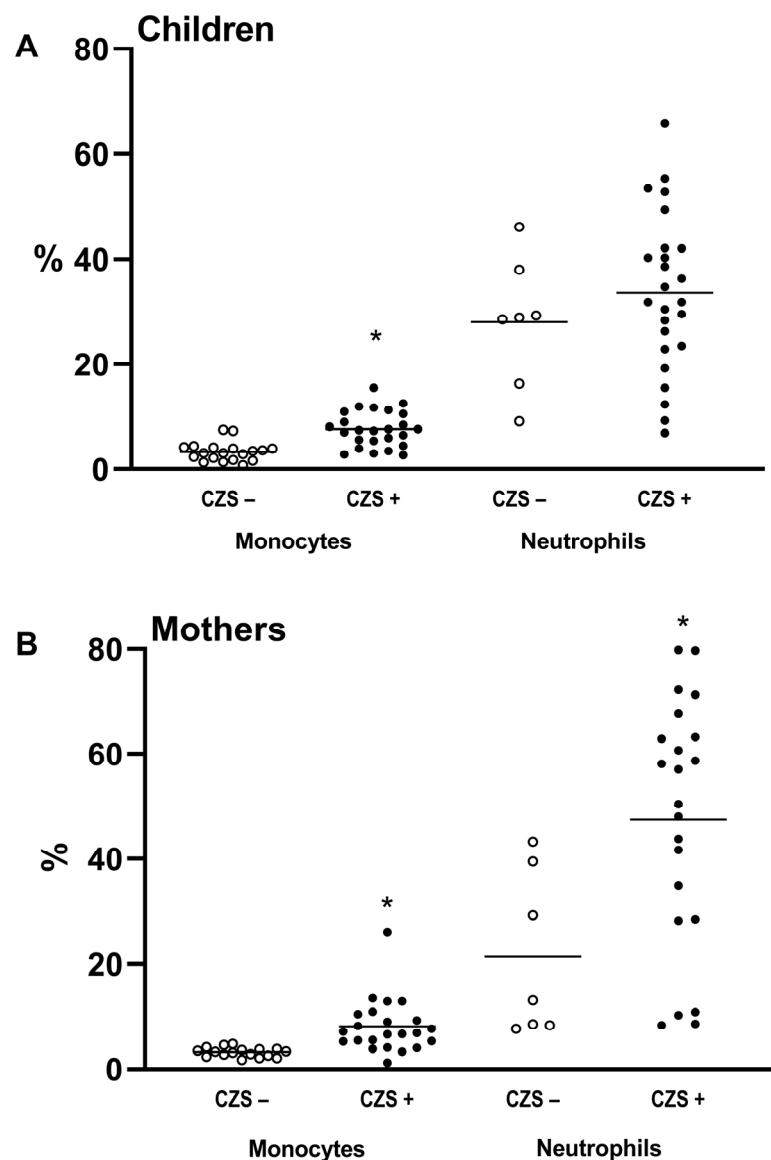 A Children
80
60
% 40
*
20
0
CZS – CZS + CZS – CZS +
Monocytes Neutrophils
B Mothers
*
80
60
% 40
*
20
0
CZS – CZS + CZS – CZS +
Monocytes Neutrophils